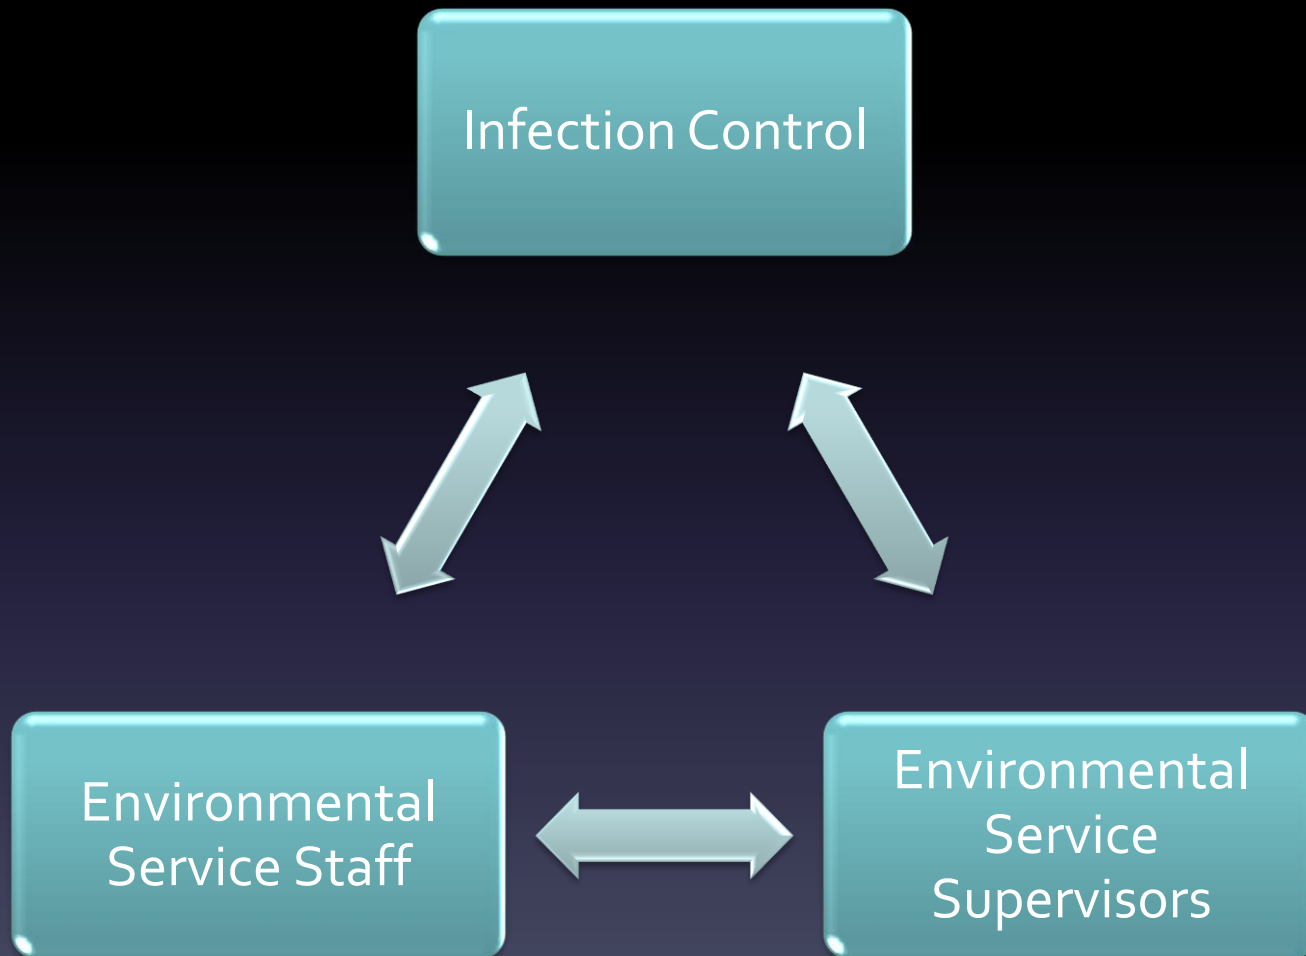 Infection Control
Environmental
Service Staff
Environmental
Service
Supervisors